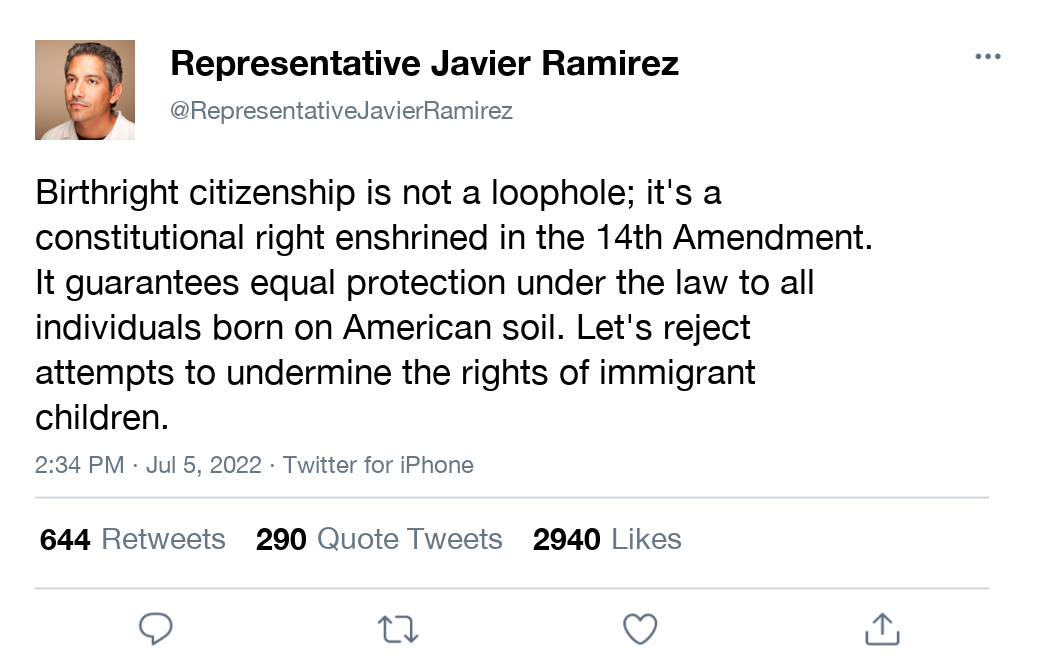 Representative Javier Ramirez
@RepresentativeJavierRamirez
Birthright citizenship is not a loophole; it's a
constitutional right enshrined in the 14th Amendment.
It guarantees equal protection under the law to all
individuals born on American soil. Let's reject
attempts to undermine the rights of immigrant
children.
2:34 PM · Jul 5, 2022 · Twitter for iPhone
644 Retweets 290 Quote Tweets 2940 Likes